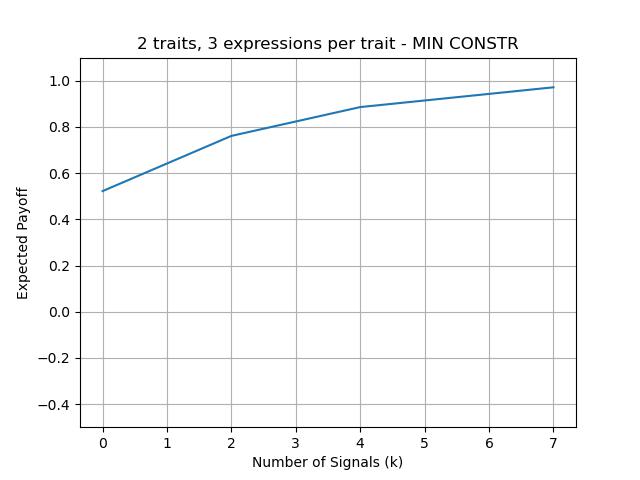 2 traits, 3 expressions per trait - MIN CONSTR
1.0
0.8
0.6
0.4
0.2
0.0
−0.2
−0.4
Expected Payoff
0 1 2 3 4 5 6 7
Number of Signals (k)